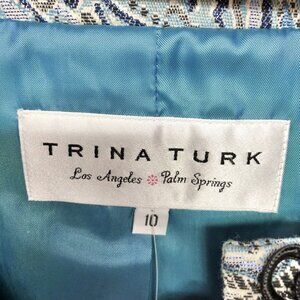 TRINA TURK
Los Angeles ❋ Palm Springs
10